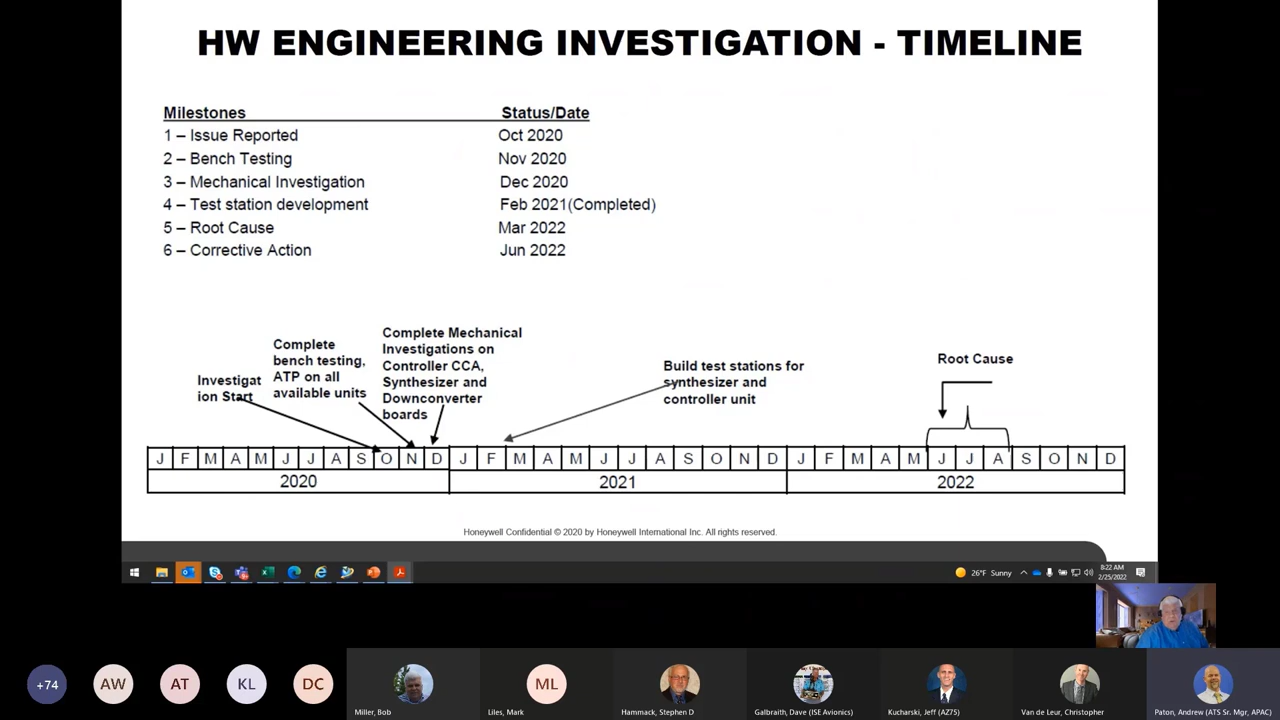 HW ENGINEERING INVESTIGATION - TIMELINE
Milestones Status/Date
1 – Issue Reported Oct 2020
2 – Bench Testing Nov 2020
3 – Mechanical Investigation Dec 2020
4 – Test station development Feb 2021(Completed)
5 – Root Cause Mar 2022
6 – Corrective Action Jun 2022
Investigat
ion Start
Complete
bench testing,
ATP on all
available units
Complete Mechanical
Investigations on
Controller CCA,
Synthesizer and
Downconverter
boards
Build test stations for
synthesizer and
controller unit
Root Cause
J F M A M J J A S O N D J F M A M J J A S O N D J F M A M J J A S O N D
2020 2021 2022
Honeywell Confidential © 2020 by Honeywell International Inc. All rights reserved.
26°F Sunny
8:22 AM
2/25/2022
+74 AW AT KL DC ML
Miller, Bob
Liles, Mark
Hammack, Stephen D
Galbraith, Dave (ISE Avionics)
Kucharski, Jeff (AZ75)
Van de Leur, Christopher
Paton, Andrew (ATS Sr. Mgr, APAC)